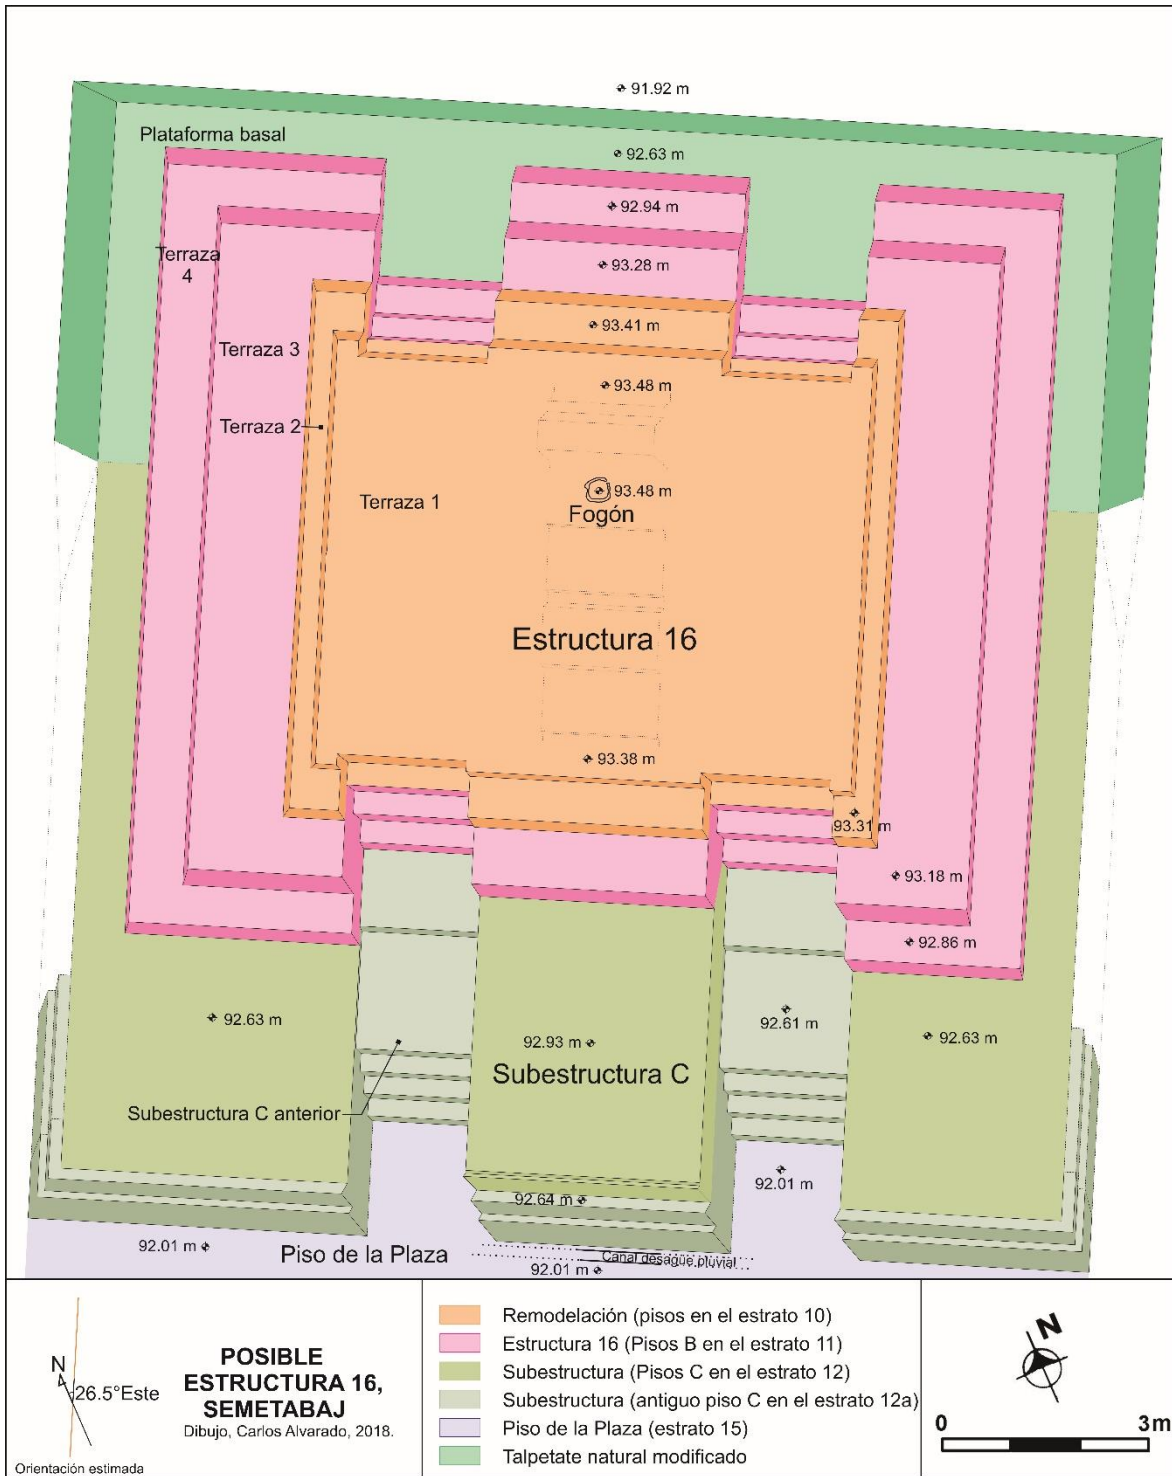 91.92 m
Plataforma basal
92.63 m
92.94 m
Terraza
4
93.28 m
93.41 m
Terraza 3
93.48 m
Terraza 2
93.48 m
Terraza 1
Fogón
Estructura 16
93.38 m
93.31 m
93.18 m
92.86 m
92.63 m
92.61 m
92.93 m
92.63 m
Subestructura C
Subestructura C anterior
92.01 m
92.64 m
92.01 m
Piso de la Plaza
Canal desagüe pluvial
92.01 m
N
26.5°Este
Orientación estimada
POSIBLE
ESTRUCTURA 16,
SEMETABAJ
Dibujo, Carlos Alvarado, 2018.
Remodelación (pisos en el estrato 10)
Estructura 16 (Pisos B en el estrato 11)
Subestructura (Pisos C en el estrato 12)
Subestructura (antiguo piso C en el estrato 12a)
Piso de la Plaza (estrato 15)
Talpetate natural modificado
N
0 3m